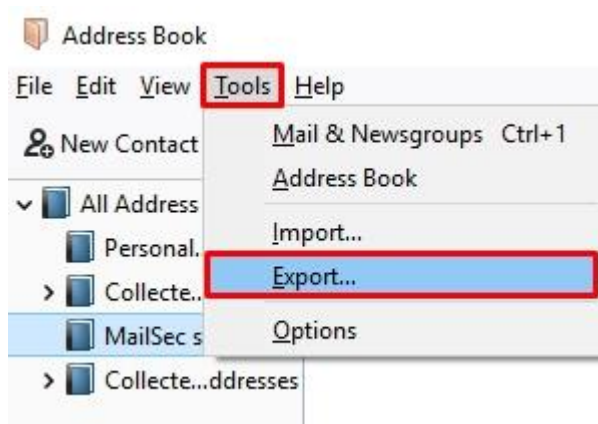 Address Book
File Edit View Tools Help
New Contact
Mail & Newsgroups Ctrl+1
Address Book
All Address
Import...
Personal.
Export...
Collecte..
Options
MailSec s
Collecte...ddresses